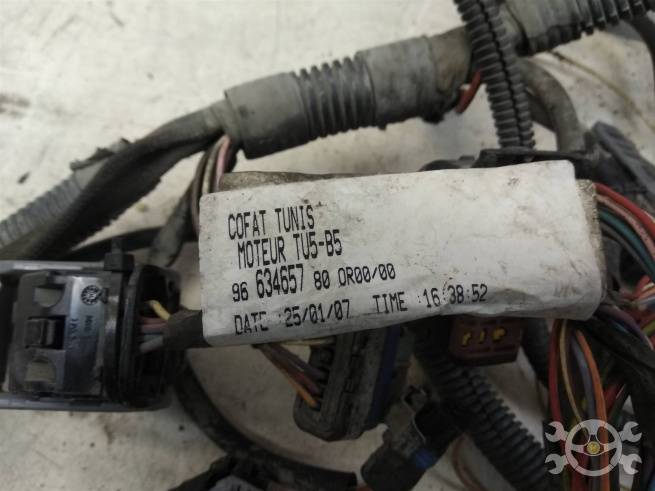 COFAT TUNIS
MOTEUR TU5-B5
96 634657 80 OR00/00
DATE :25/01/07 TIME :16:38:52